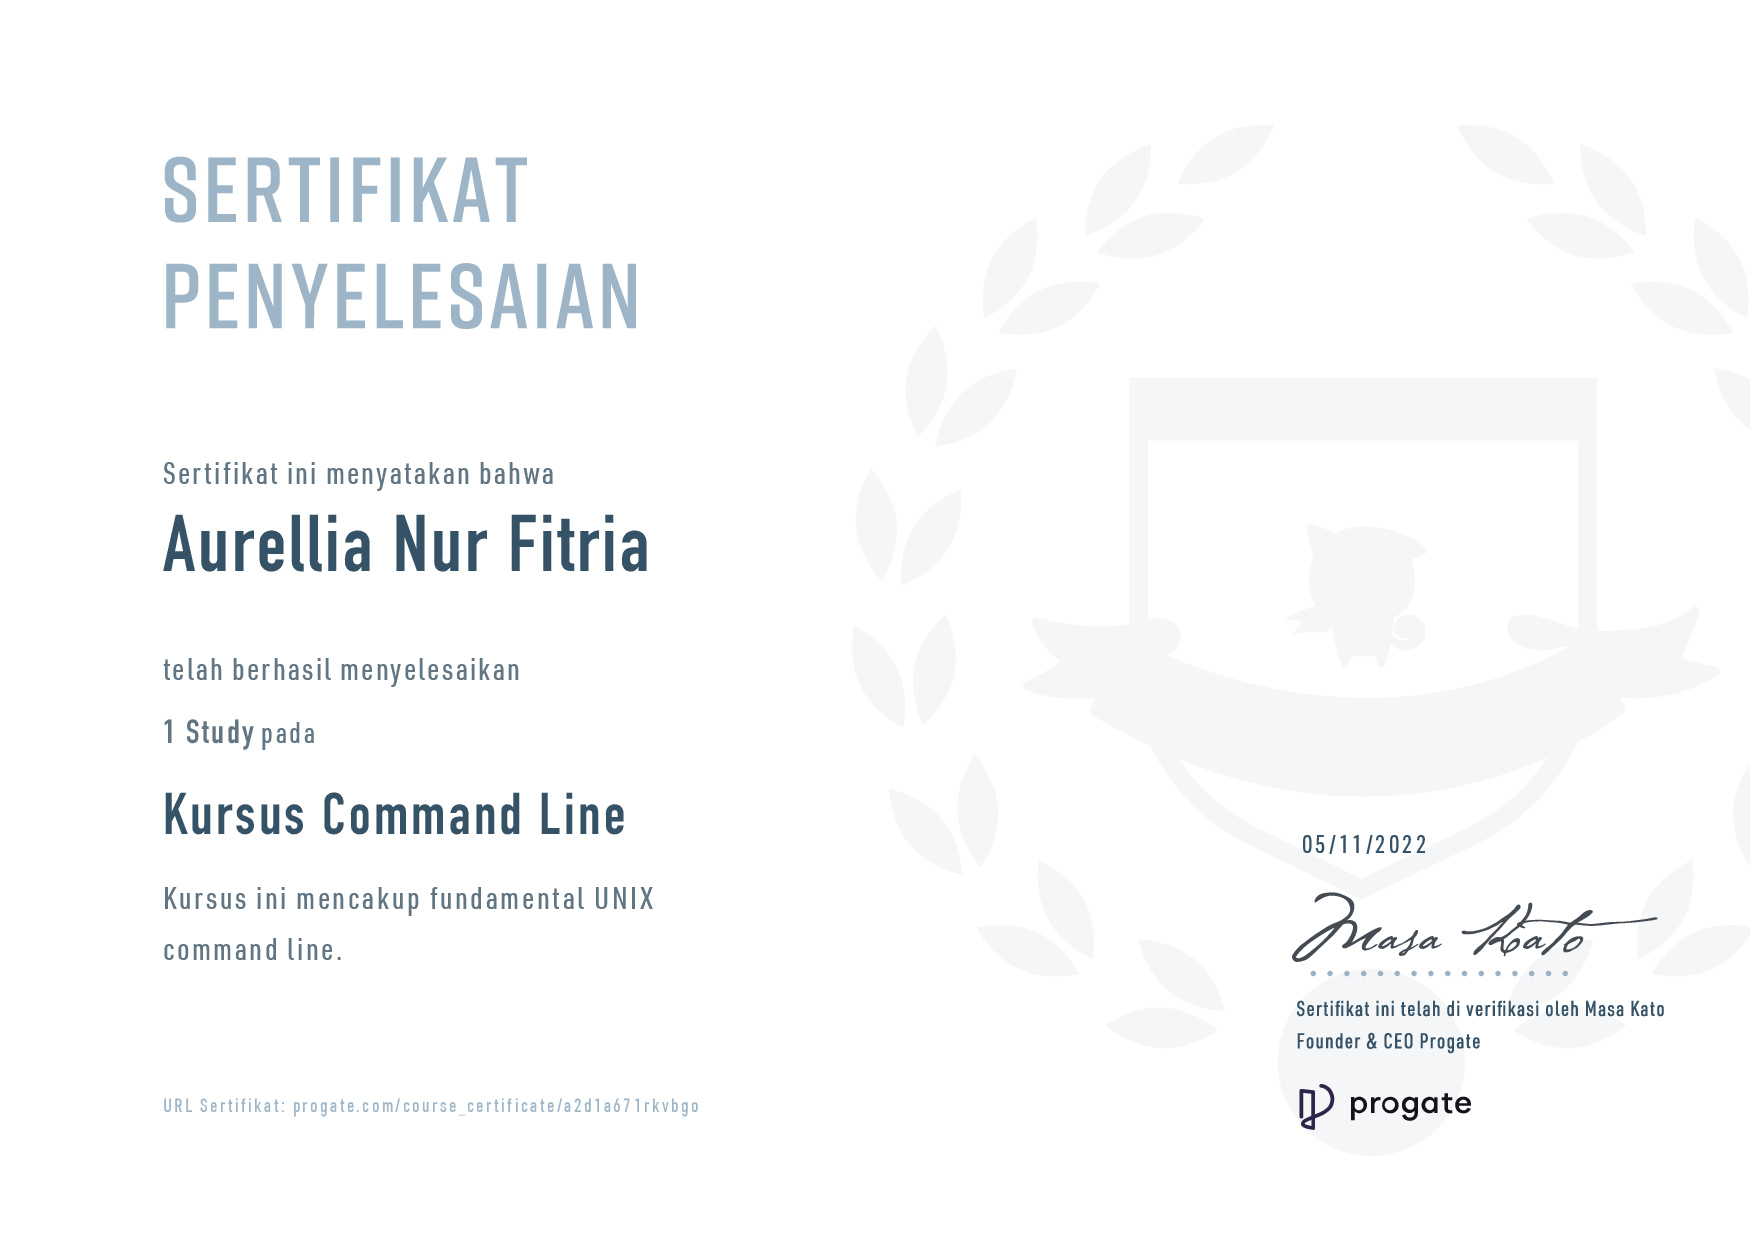 SERTIFIKAT
PENYELESAIAN
Sertifikat ini menyatakan bahwa
Aurellia Nur Fitria
telah berhasil menyelesaikan
1 Study pada
Kursus Command Line
Kursus ini mencakup fundamental UNIX
command line.
05/11/2022
Masa Kato
Sertifikat ini telah di verifikasi oleh Masa Kato
Founder & CEO Progate
progate
URL Sertifikat: progate.com/course_certificate/a2d1a671rkvbgo